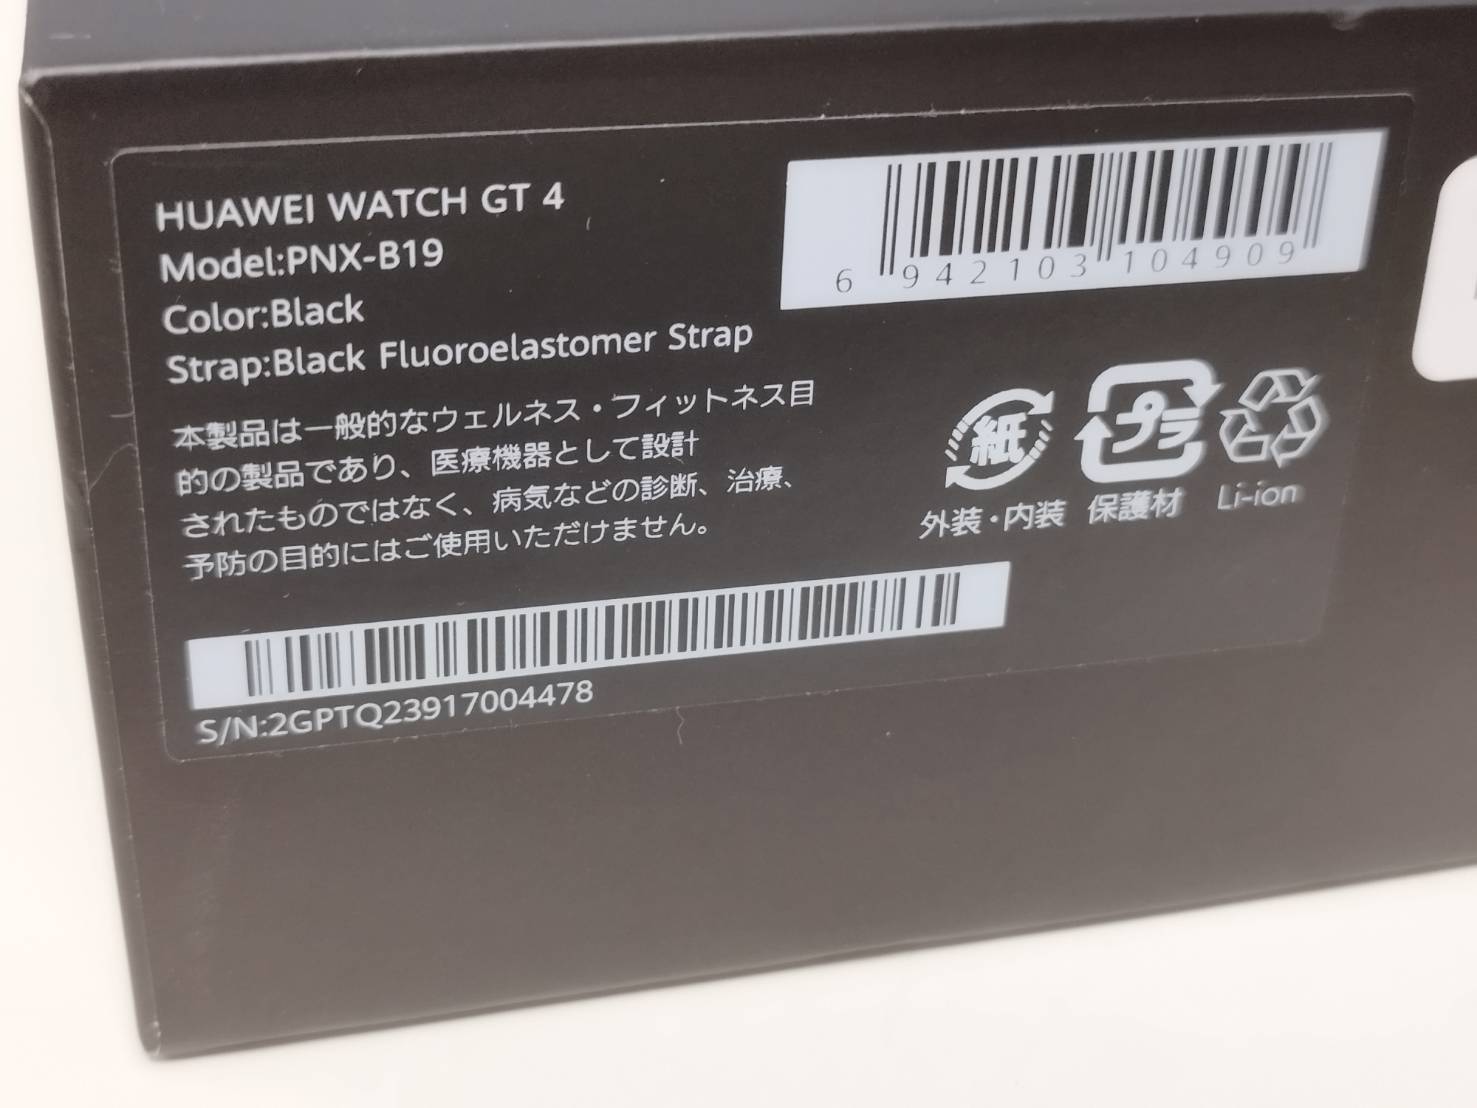 HUAWEI WATCH GT 4
Model:PNX-B19
Color:Black
Strap:Black Fluoroelastomer Strap
本製品は一般的なウェルネス・フィットネス目
的の製品であり、医療機器として設計
されたものではなく、病気などの診断、治療、
予防の目的にはご使用いただけません。
S/N:2GPTQ23917004478
6 942103 104909
紙
プラ
外装・内装 保護材 Li-ion